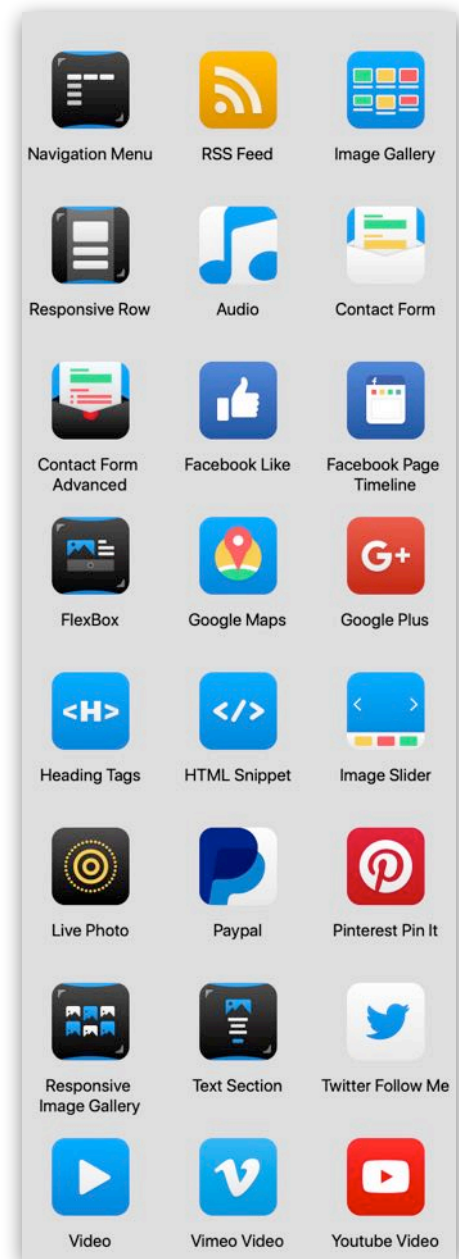 Navigation Menu
RSS Feed
Image Gallery
Responsive Row
Audio
Contact Form
Contact Form
Advanced
Facebook Like
Facebook Page
Timeline
FlexBox
Google Maps
G+
Google Plus
<H>
Heading Tags
</>
HTML Snippet
Image Slider
Live Photo
Paypal
Pinterest Pin It
Responsive
Image Gallery
Text Section
Twitter Follow Me
Video
Vimeo Video
Youtube Video